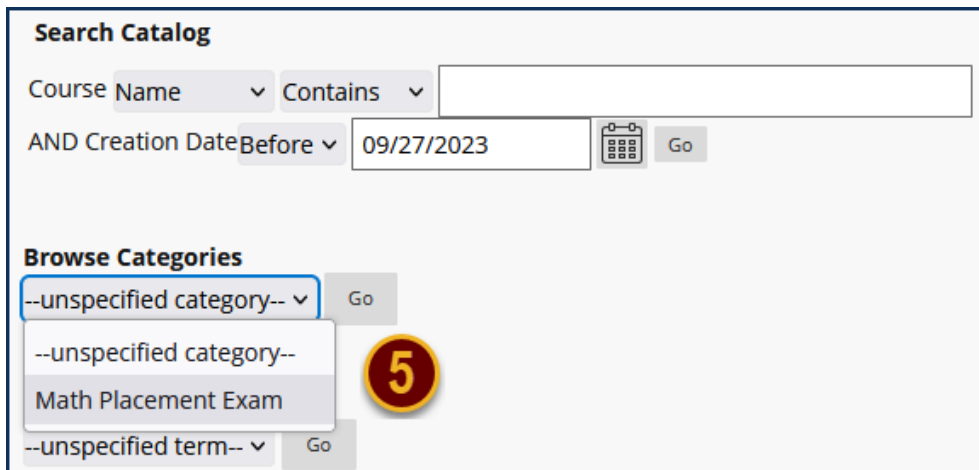 Search Catalog
Course Name Contains
AND Creation Date Before 09/27/2023 Go
Browse Categories
--unspecified category-- Go
--unspecified category--
5
Math Placement Exam
--unspecified term-- Go